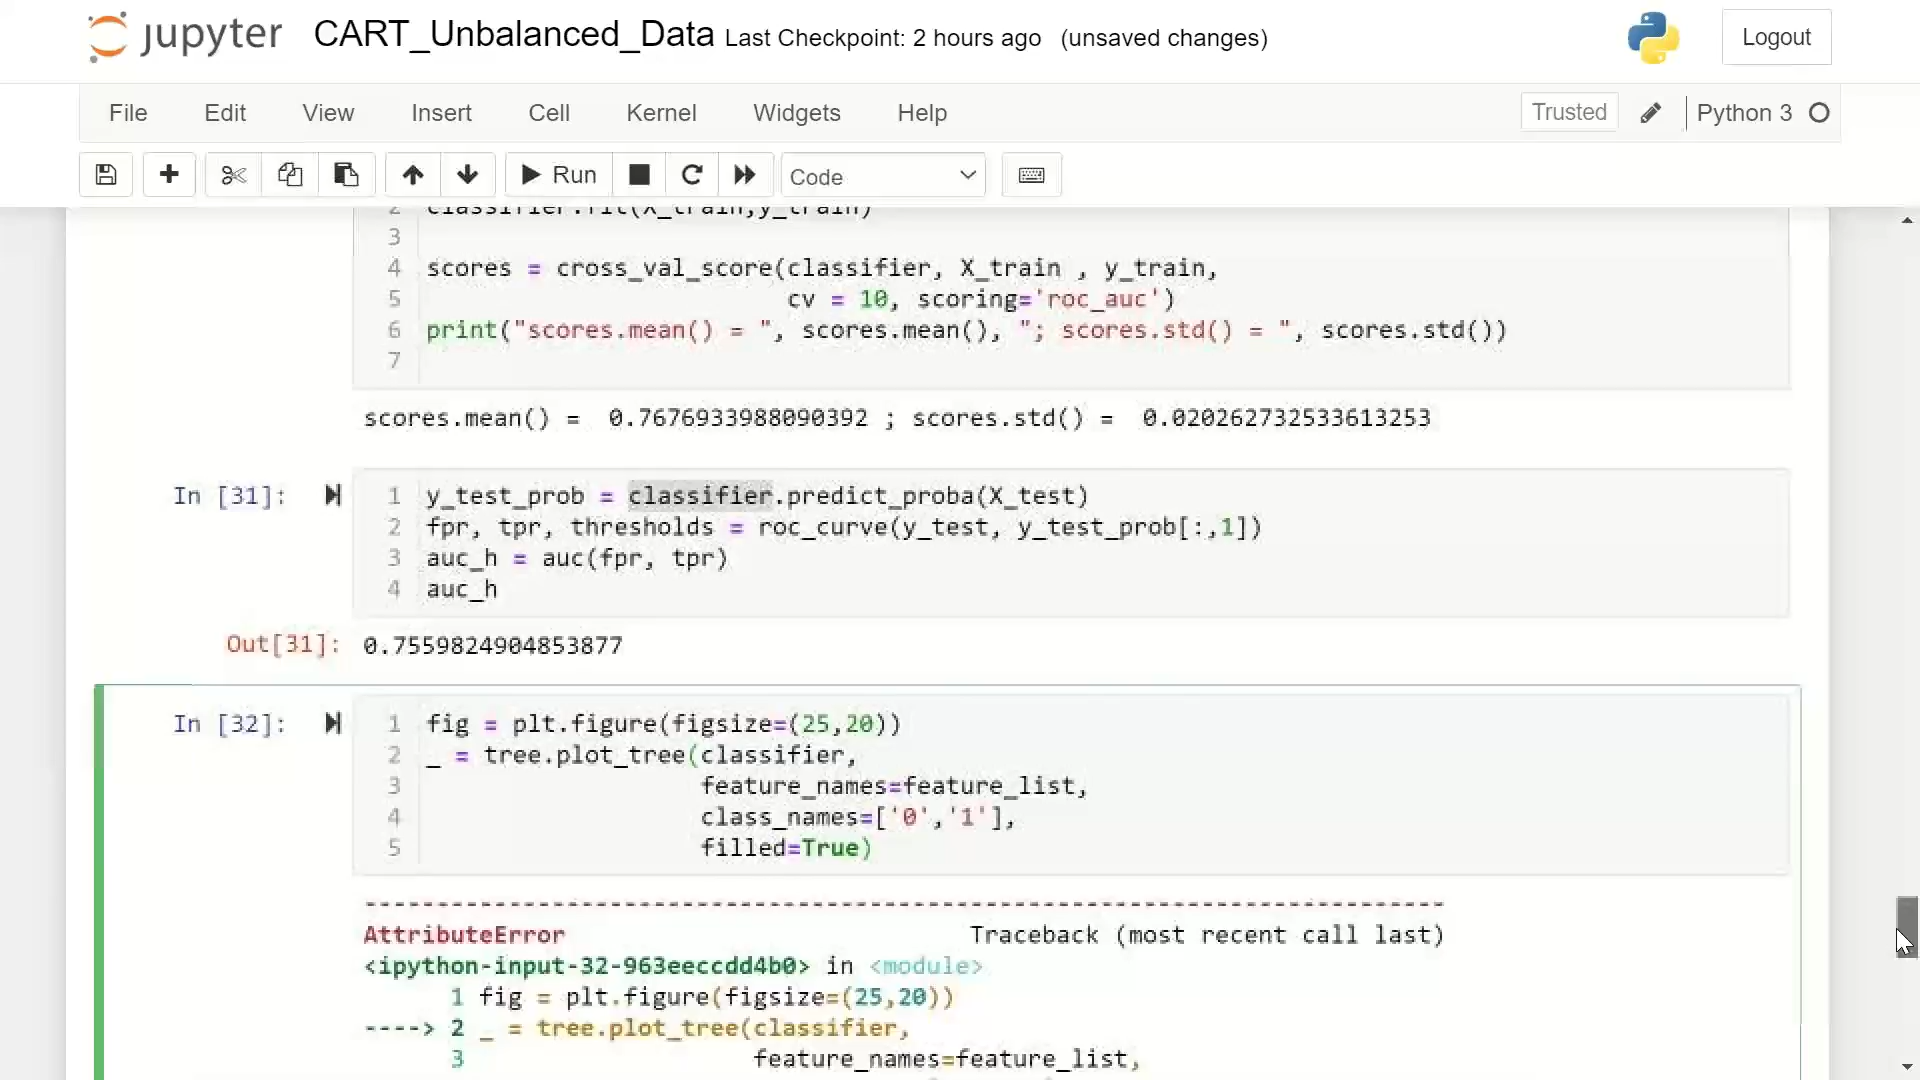 jupyter CART_Unbalanced_Data Last Checkpoint: 2 hours ago (unsaved changes) Logout
File Edit View Insert Cell Kernel Widgets Help Trusted Python 3
Run Code
2 classifier.fit(X_train,y_train)
3
4 scores = cross_val_score(classifier, X_train , y_train,
5 cv = 10, scoring='roc_auc')
6 print("scores.mean() = ", scores.mean(), "; scores.std() = ", scores.std())
7
scores.mean() =  0.7676933988090392 ; scores.std() =  0.020262732533613253
In [31]: 1 y_test_prob = classifier.predict_proba(X_test)
2 fpr, tpr, thresholds = roc_curve(y_test, y_test_prob[:,1])
3 auc_h = auc(fpr, tpr)
4 auc_h
Out[31]: 0.7559824904853877
In [32]: 1 fig = plt.figure(figsize=(25,20))
2 _ = tree.plot_tree(classifier,
3 feature_names=feature_list,
4 class_names=['0','1'],
5 filled=True)
---------------------------------------------------------------------------
AttributeError Traceback (most recent call last)
<ipython-input-32-963eeccdd4b0> in <module>
1 fig = plt.figure(figsize=(25,20))
----> 2 _ = tree.plot_tree(classifier,
3 feature_names=feature_list,